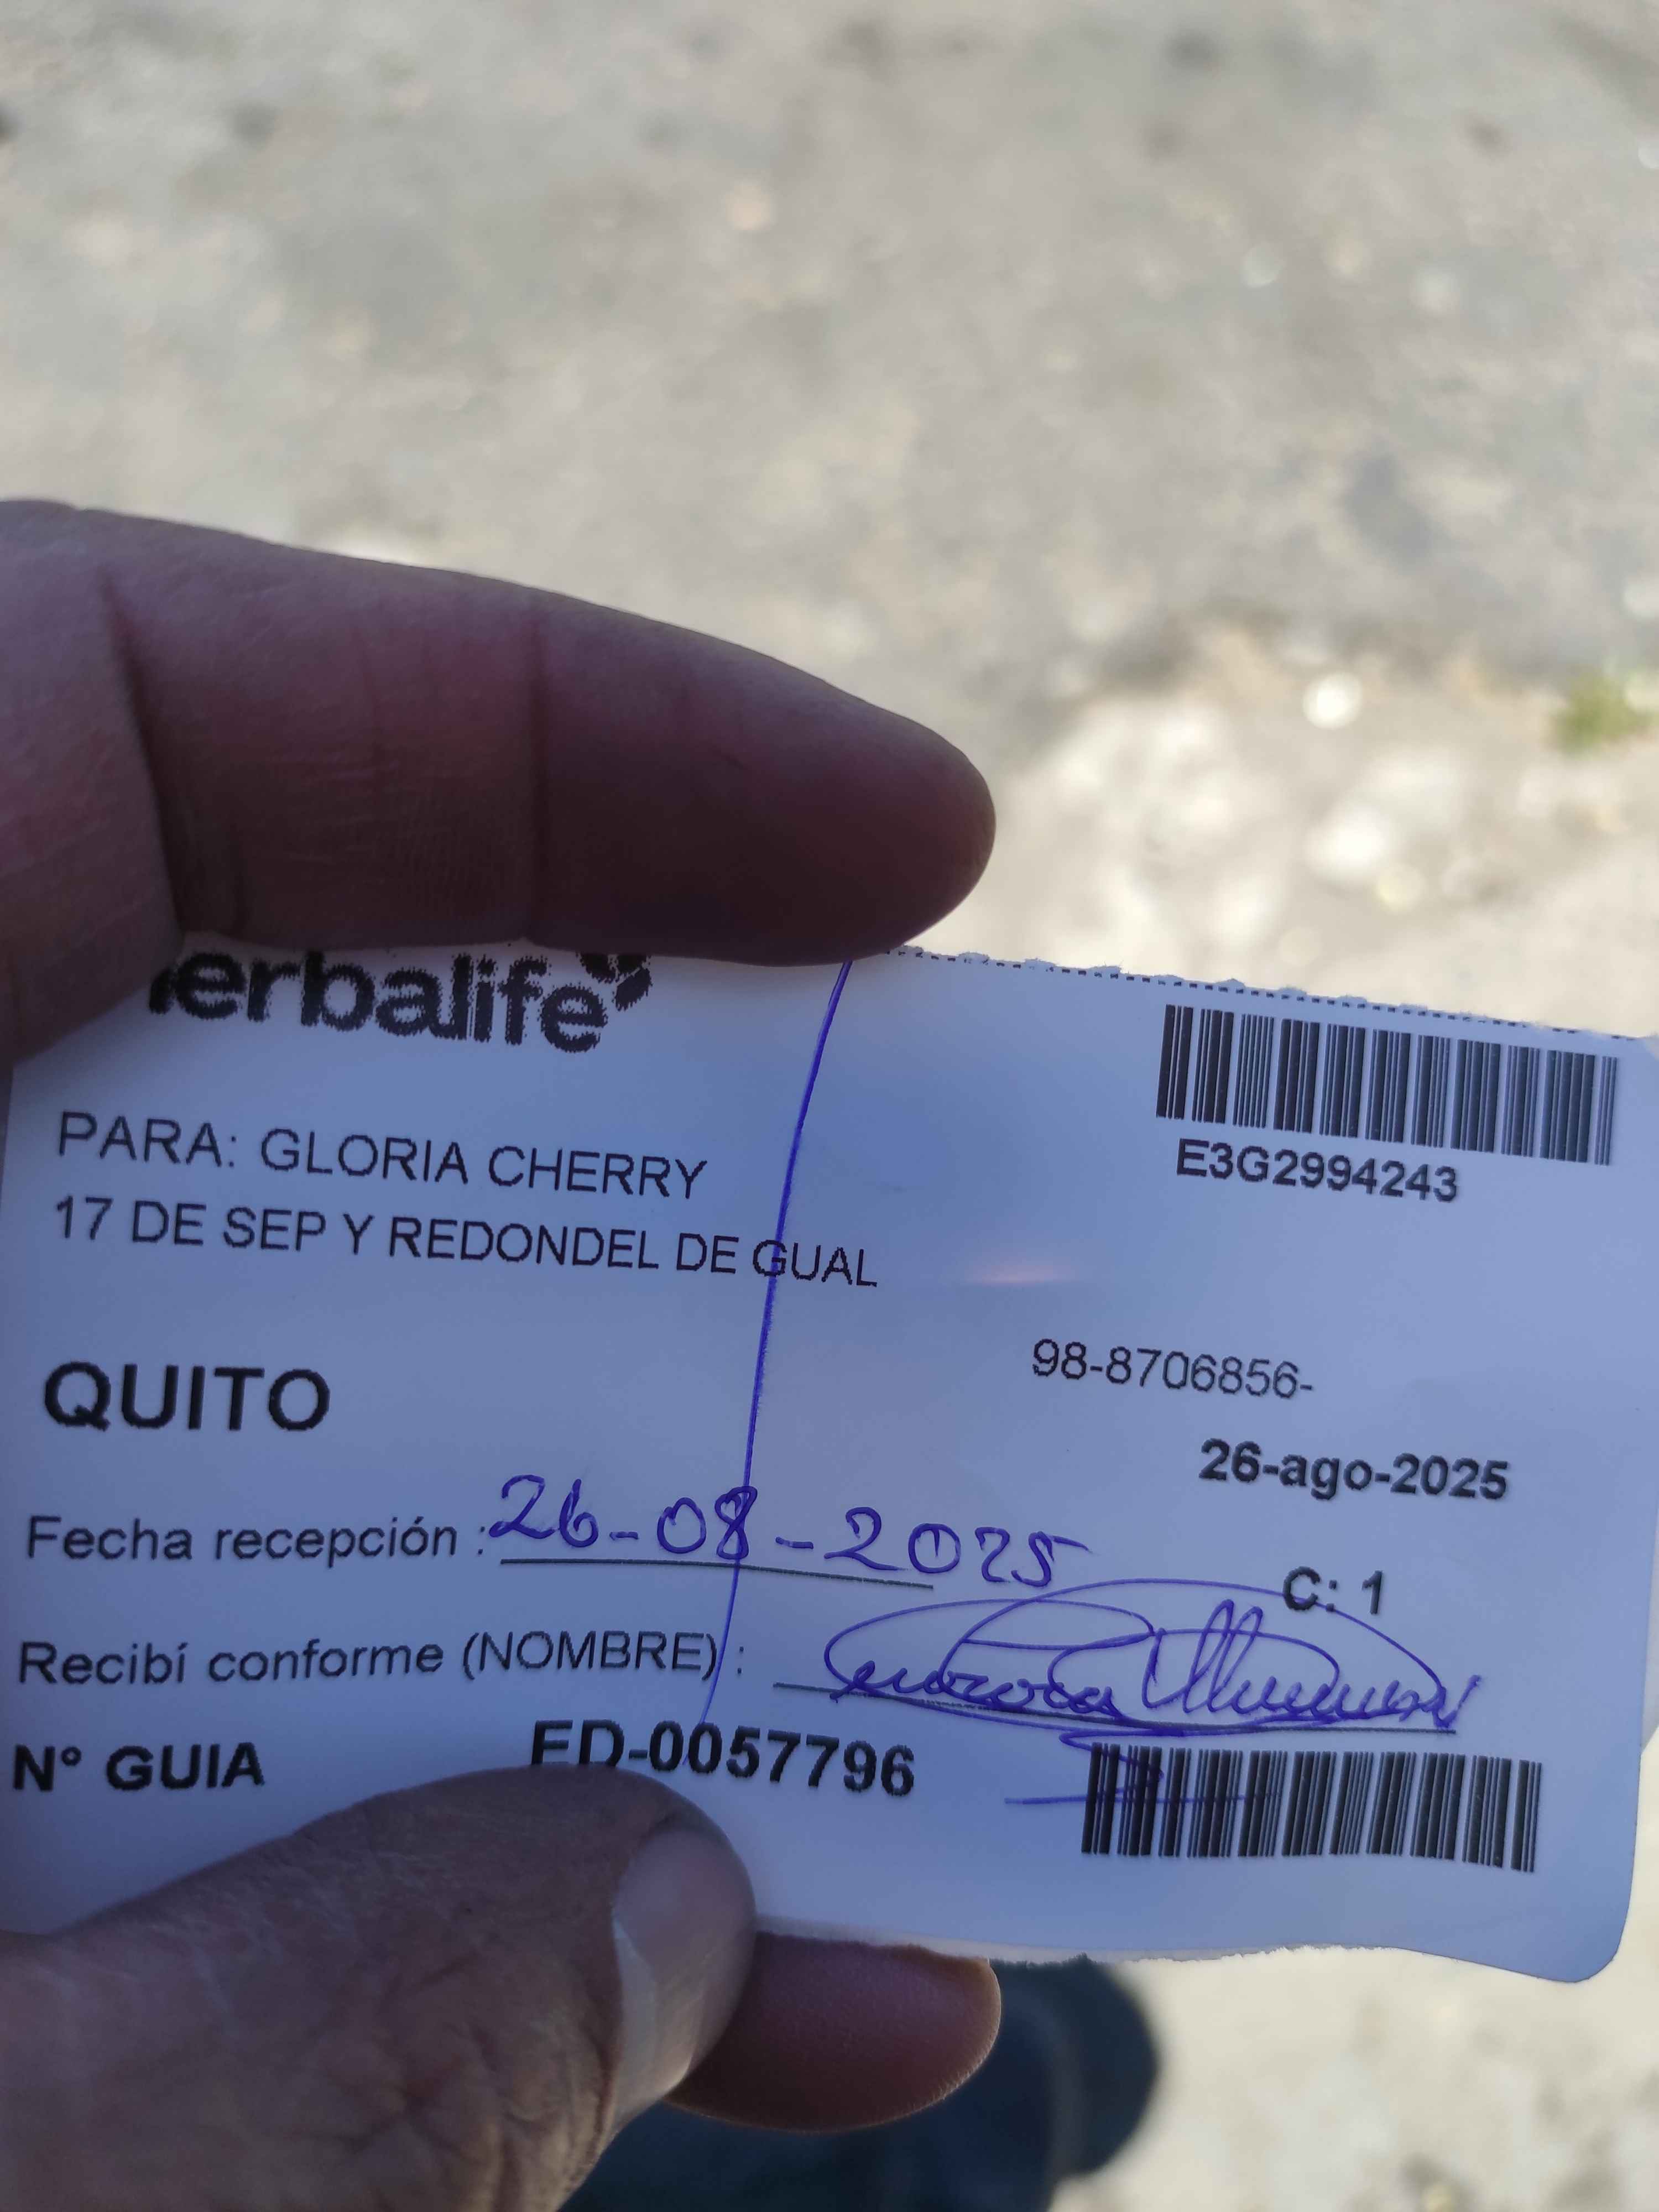 erbalife
E3G2994243
PARA: GLORIA CHERRY
17 DE SEP Y REDONDEL DE GUAL
98-8706856-
QUITO
26-ago-2025
Fecha recepción : 26-08-2025
C: 1
Recibí conforme (NOMBRE) :
N° GUIA ED-0057796